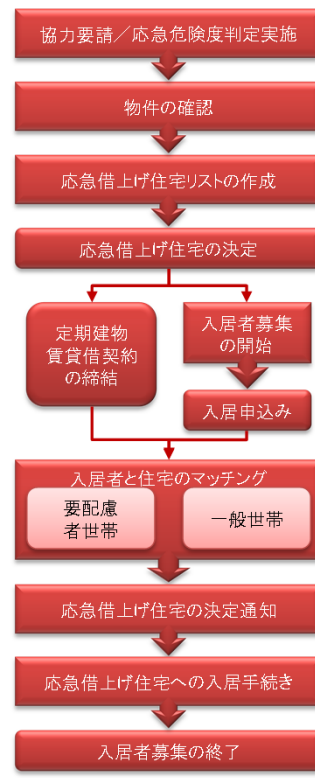 協力要請／応急危険度判定実施
物件の確認
応急借上げ住宅リストの作成
応急借上げ住宅の決定
定期建物
賃貸借契約
の締結
入居者募集
の開始
入居申込み
入居者と住宅のマッチング
要配慮
者世帯
一般世帯
応急借上げ住宅の決定通知
応急借上げ住宅への入居手続き
入居者募集の終了